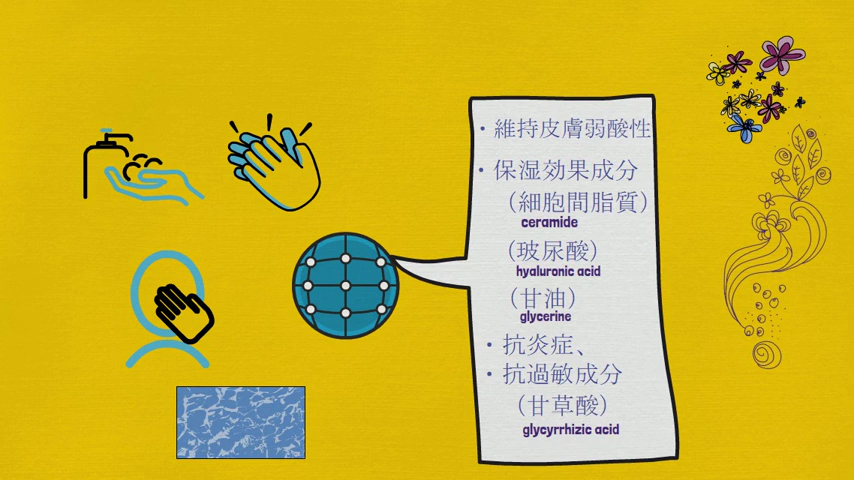 ・維持皮膚弱酸性
・保湿効果成分
（細胞間脂質）
ceramide
（玻尿酸）
hyaluronic acid
（甘油）
glycerine
・抗炎症、
・抗過敏成分
（甘草酸）
glycyrrhizic acid